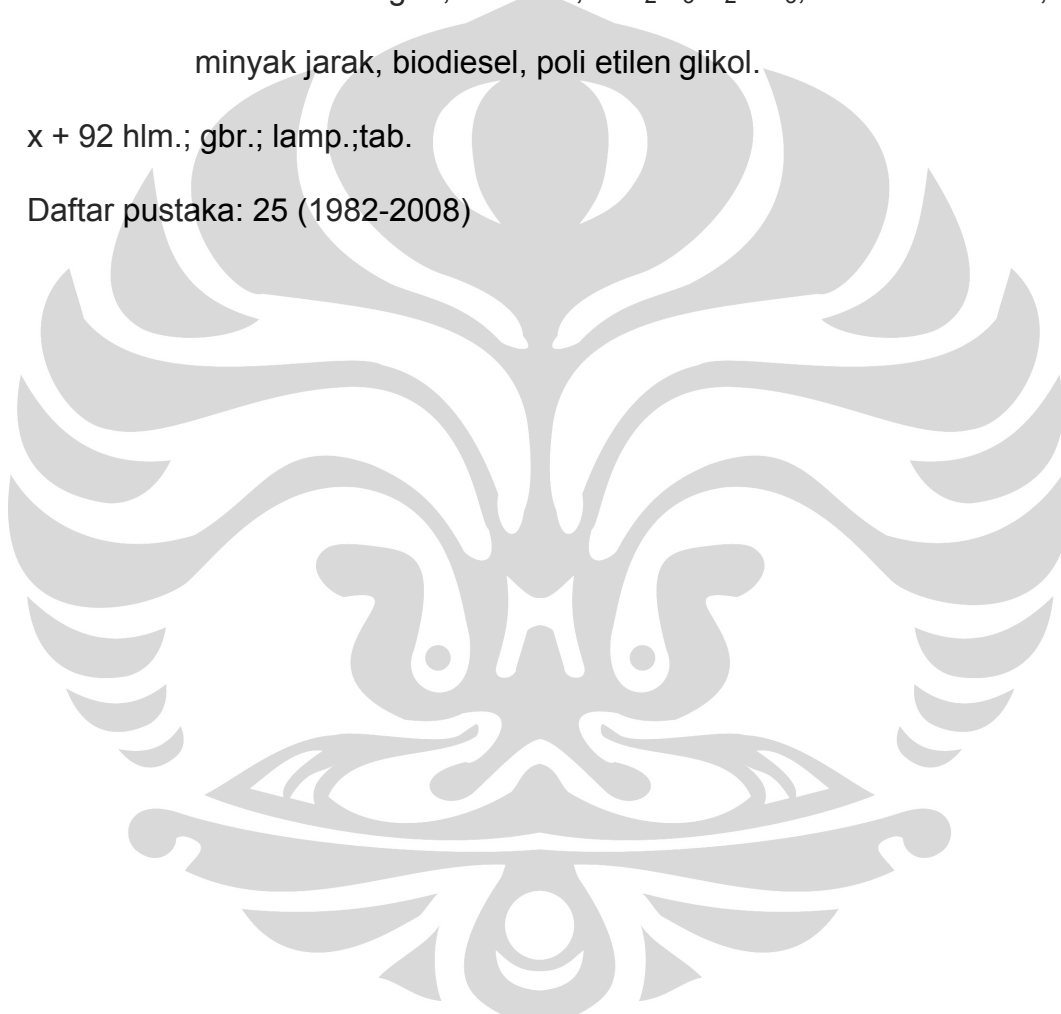 minyak jarak, biodiesel, poli etilen glikol.
x + 92 hlm.; gbr.; lamp.;tab.
Daftar pustaka: 25 (1982-2008)